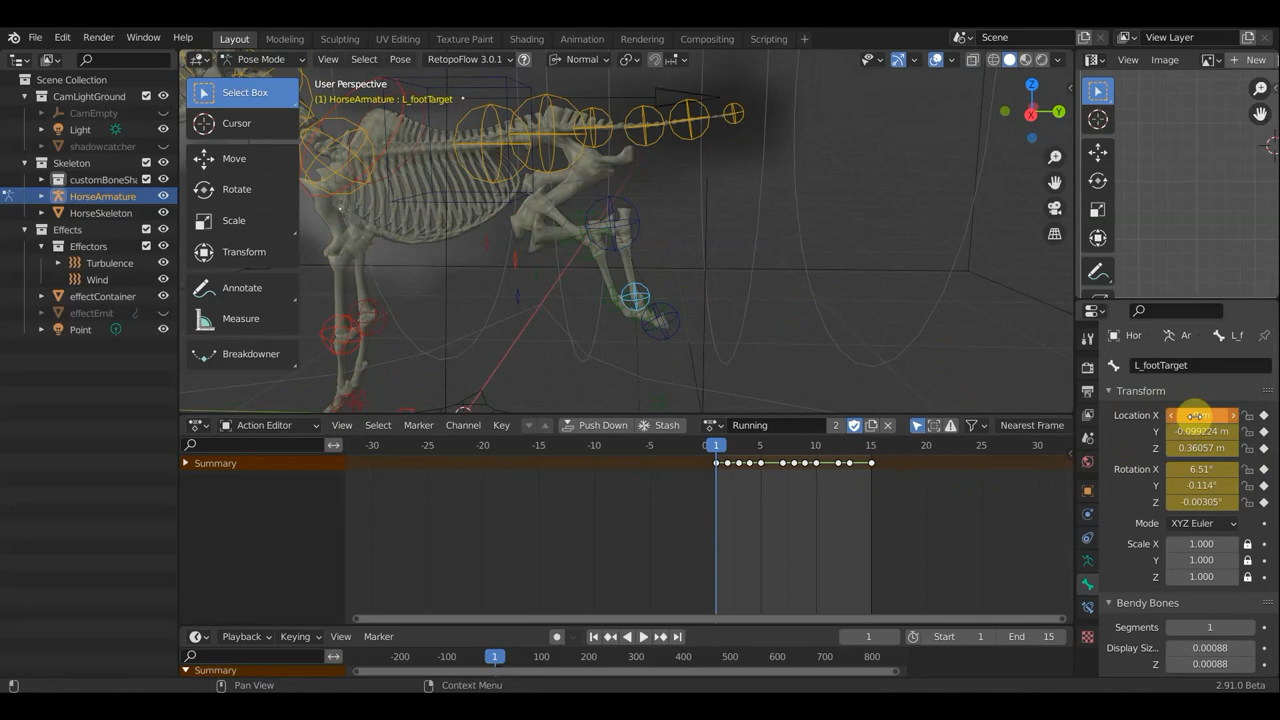 File Edit Render Window Help Layout Modeling Sculpting UV Editing Texture Paint Shading Animation Rendering Compositing Scripting + Scene View Layer
Pose Mode View Select Pose RetopoFlow 3.0.1 Normal View Image New
Scene Collection
CamLightGround
CamEmpty
Light
shadowcatcher
Skeleton
customBoneSha
HorseArmature
HorseSkeleton
Effects
Effectors
Turbulence
Wind
effectContainer
effectEmit
Point
Select Box
Cursor
Move
Rotate
Scale
Transform
Annotate
Measure
Breakdowner
User Perspective
(1) HorseArmature : L_footTarget
Z
Y
X
Hor Ar L_f
L_footTarget
Transform
Location X
Y -0.099224 m
Z 0.36057 m
Rotation X 6.51°
Y -0.114°
Z -0.00305°
Mode XYZ Euler
Scale X 1.000
Y 1.000
Z 1.000
Bendy Bones
Segments 1
Display Siz... 0.00088
Z 0.00088
Action Editor View Select Marker Channel Key Push Down Stash Running 2 Nearest Frame
-30 -25 -20 -15 -10 -5 1 5 10 15 20 25 30
Summary
Playback Keying View Marker 1 Start 1 End 15
-200 -100 1 100 200 300 400 500 600 700 800
Summary
Pan View Context Menu 2.91.0 Beta